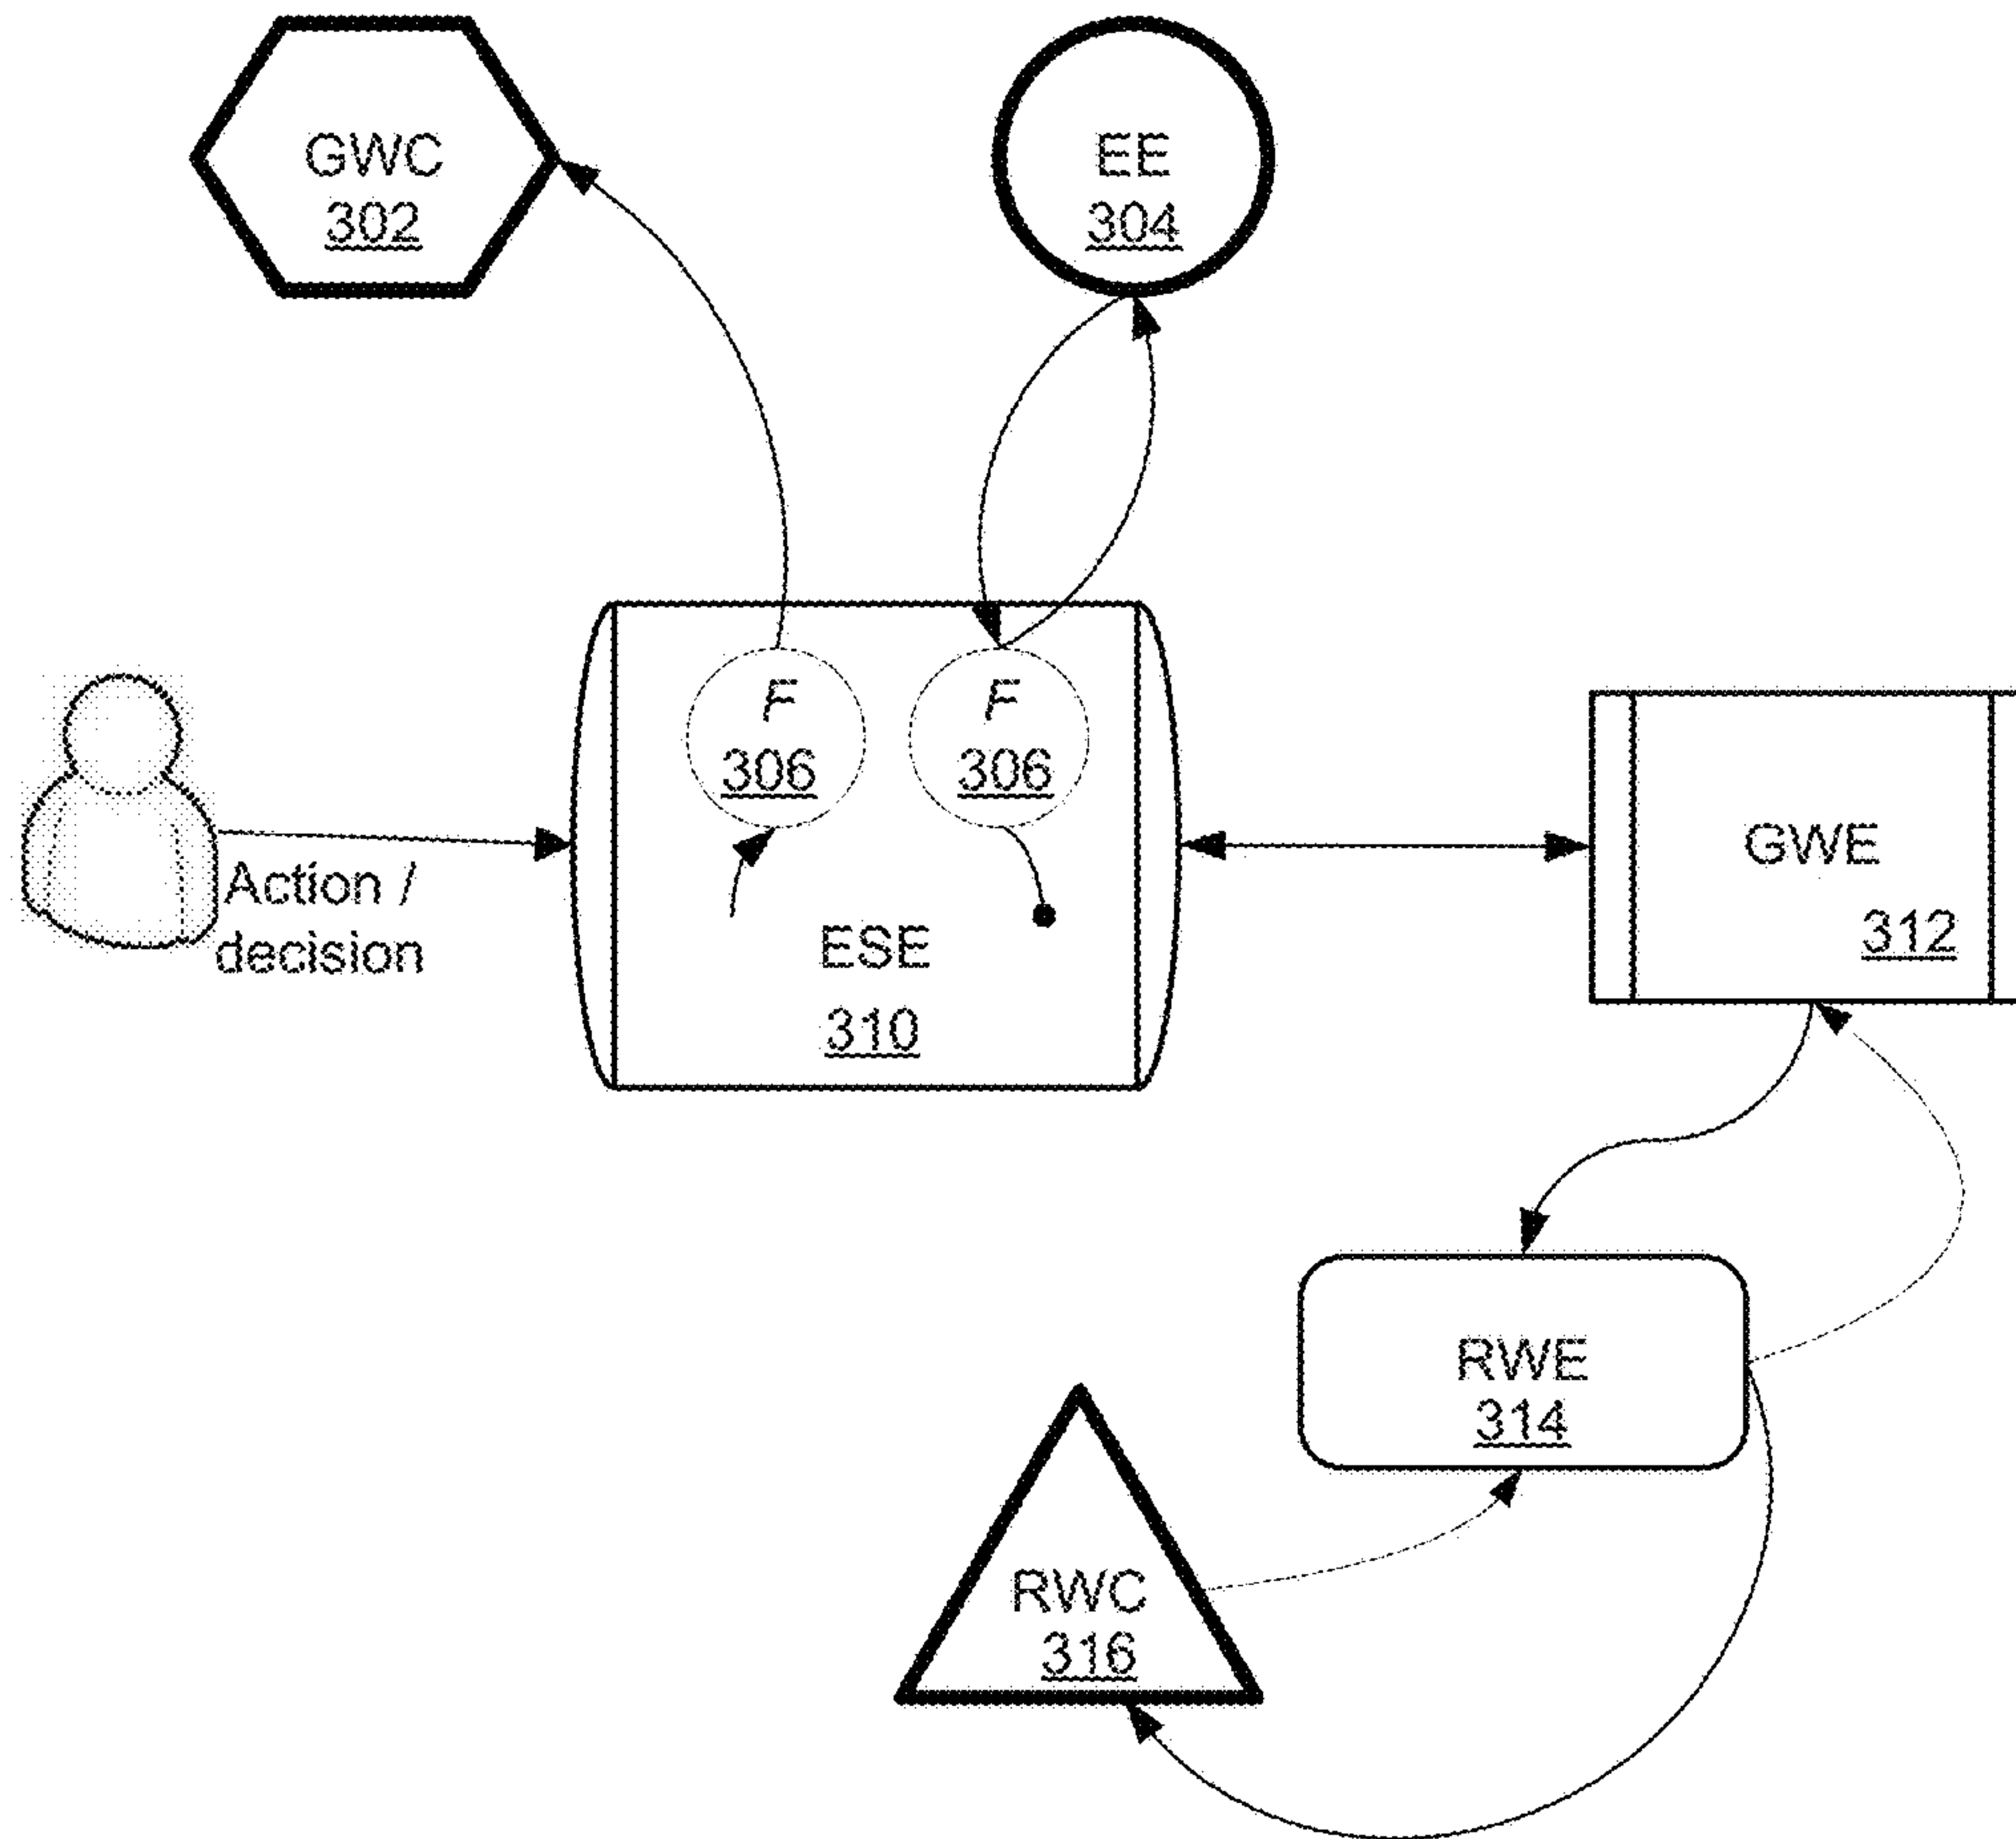 GWC
302
EE
304
F
306
F
306
Action /
decision
ESE
310
GWE
312
RWE
314
RWC
316